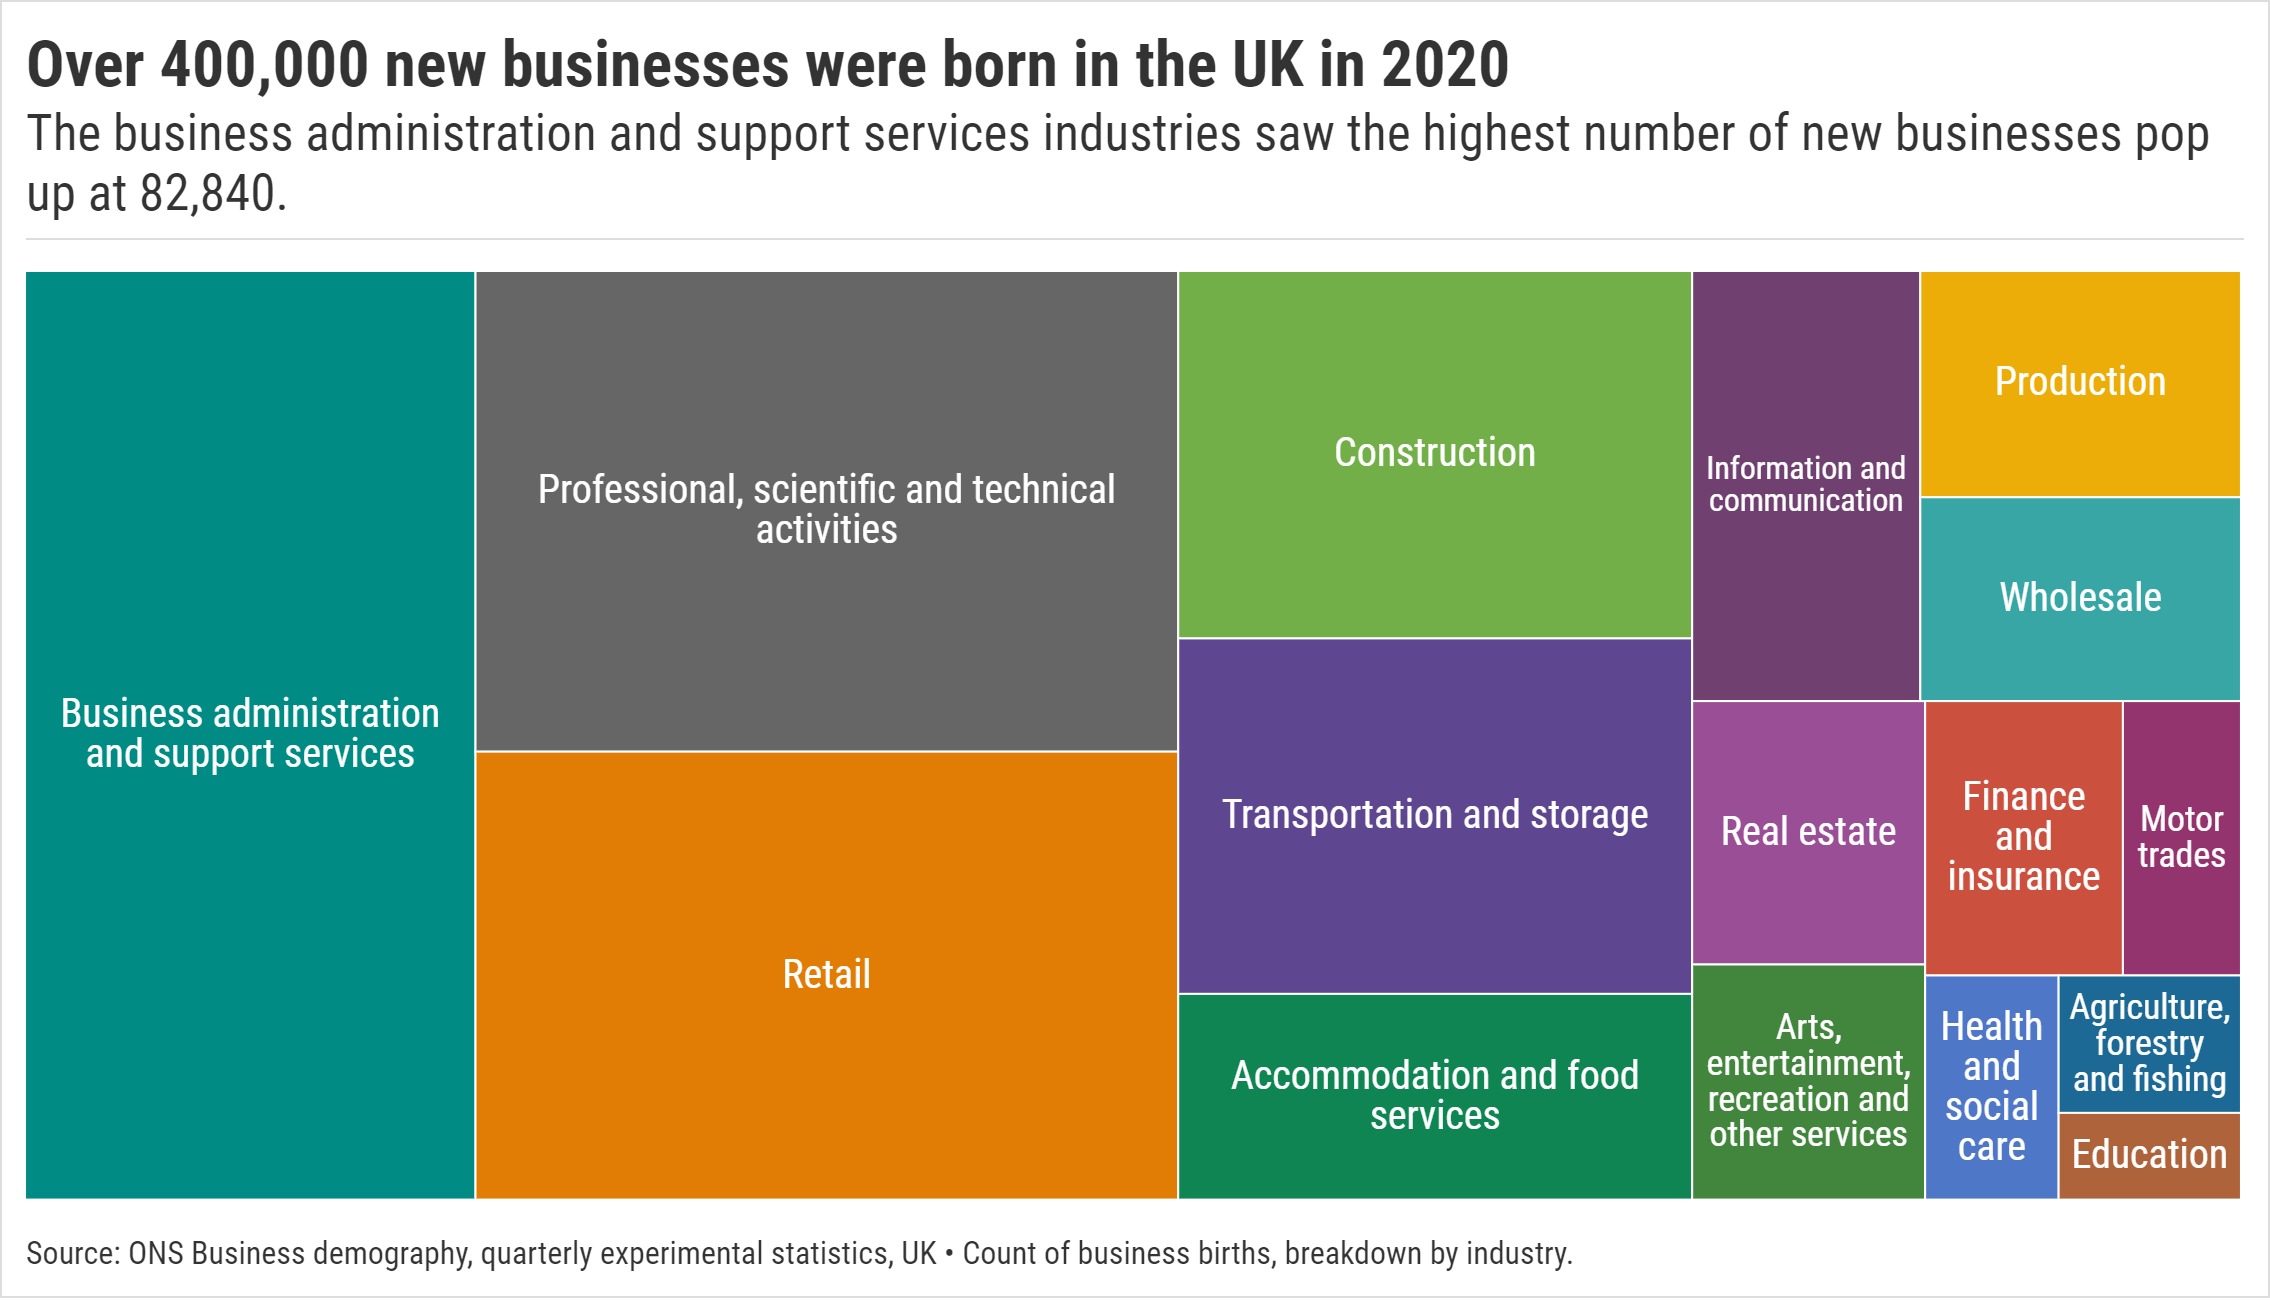 Over 400,000 new businesses were born in the UK in 2020
The business administration and support services industries saw the highest number of new businesses pop
up at 82,840.
Business administration
and support services
Professional, scientific and technical
activities
Retail
Construction
Transportation and storage
Accommodation and food
services
Information and
communication
Production
Wholesale
Real estate
Finance
and
insurance
Motor
trades
Arts,
entertainment,
recreation and
other services
Health
and
social
care
Agriculture,
forestry
and fishing
Education
Source: ONS Business demography, quarterly experimental statistics, UK • Count of business births, breakdown by industry.